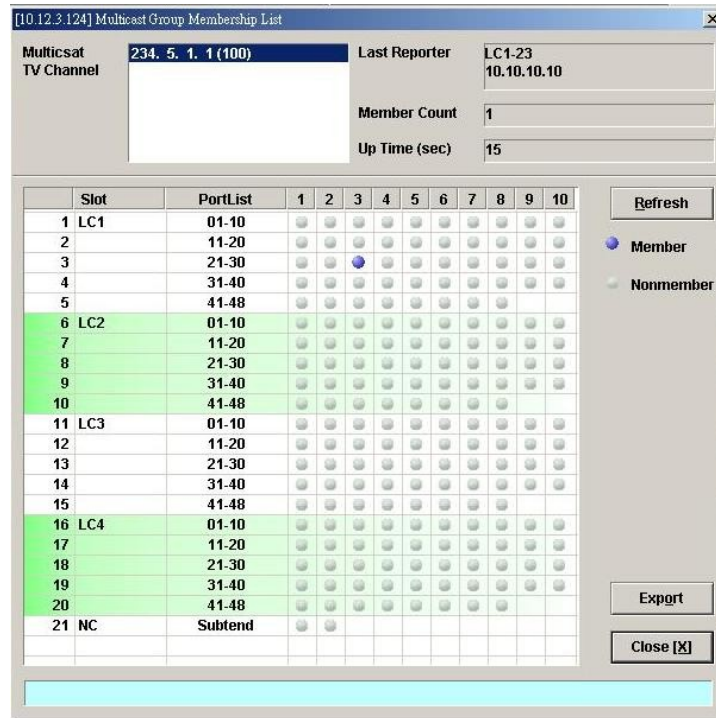 [10.12.3.124] Multicast Group Membership List
Multicsat TV Channel
234. 5. 1. 1 (100)
Last Reporter
LC1-23
10.10.10.10
Member Count
1
Up Time (sec)
15
Slot PortList 1 2 3 4 5 6 7 8 9 10
1 LC1 01-10
2 11-20
3 21-30
4 31-40
5 41-48
6 LC2 01-10
7 11-20
8 21-30
9 31-40
10 41-48
11 LC3 01-10
12 11-20
13 21-30
14 31-40
15 41-48
16 LC4 01-10
17 11-20
18 21-30
19 31-40
20 41-48
21 NC Subtend
Refresh
Member
Nonmember
Export
Close [X]